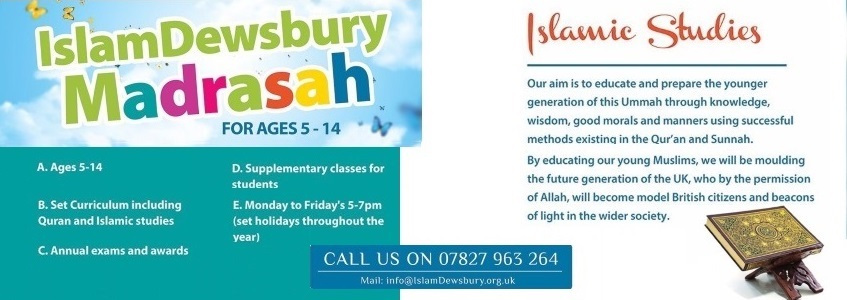 IslamDewsbury
Madrasah
FOR AGES 5 - 14
A. Ages 5-14
B. Set Curriculum including
Quran and Islamic studies
C. Annual exams and awards
D. Supplementary classes for
students
E. Monday to Friday's 5-7pm
(set holidays throughout the
year)
CALL US ON 07827 963 264
Mail: info@IslamDewsbury.org.uk
Islamic Studies
Our aim is to educate and prepare the younger
generation of this Ummah through knowledge,
wisdom, good morals and manners using successful
methods existing in the Qur'an and Sunnah.
By educating our young Muslims, we will be moulding
the future generation of the UK, who by the permission
of Allah, will become model British citizens and beacons
of light in the wider society.